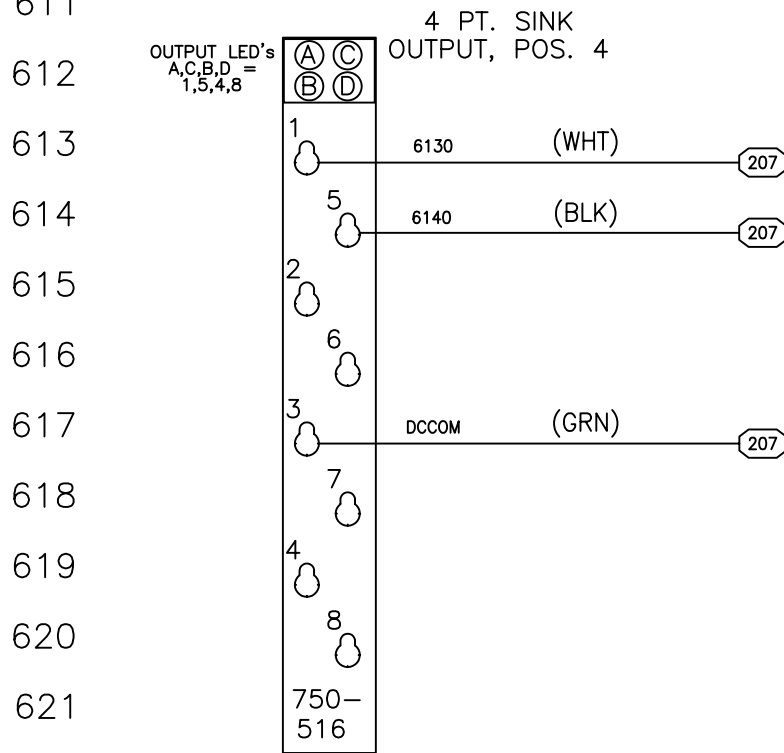 611
4 PT. SINK
OUTPUT, POS. 4
OUTPUT LED's
A,C,B,D =
1,5,4,8
A C
B D
612
613
1
6130 (WHT) 207
614
5
6140 (BLK) 207
615
2
616
6
617
3
DCCOM (GRN) 207
618
7
619
4
620
8
621
750-
516